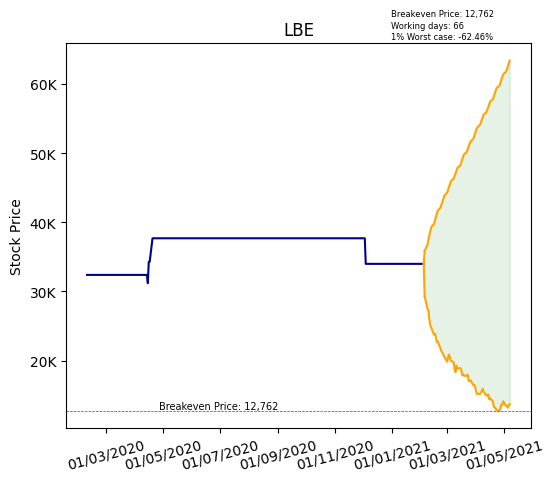 Breakeven Price: 12,762
Working days: 66
1% Worst case: -62.46%
LBE
Stock Price
60K
50K
40K
30K
20K
Breakeven Price: 12,762
01/03/2020 01/05/2020 01/07/2020 01/09/2020 01/11/2020 01/01/2021 01/03/2021 01/05/2021